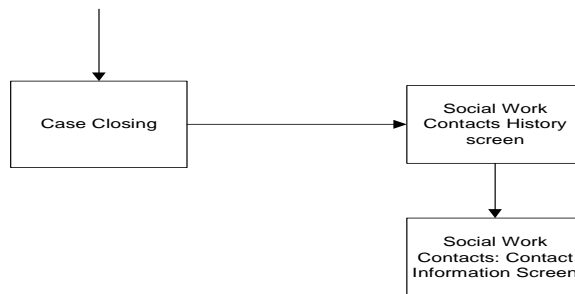 Case Closing
Social Work
Contacts History
screen
Social Work
Contacts: Contact
Information Screen